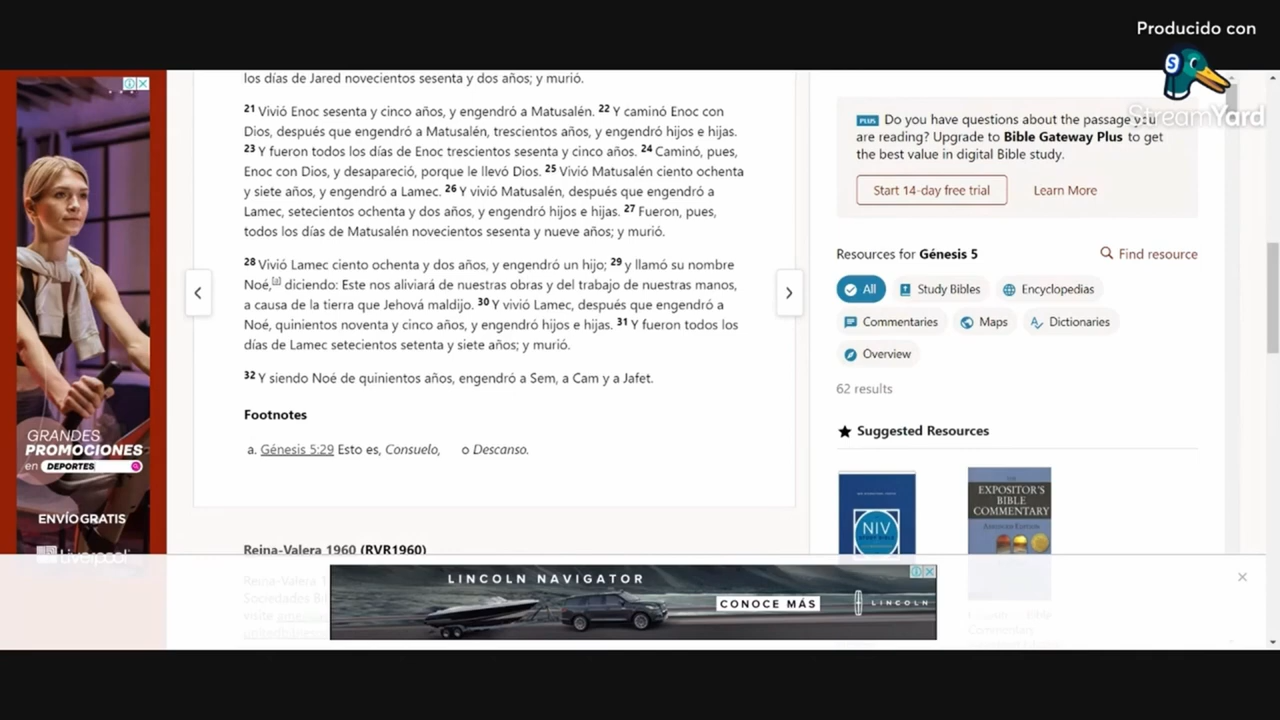 Producido con
StreamYard
los días de Jared novecientos sesenta y dos años; y murió.
21 Vivió Enoc sesenta y cinco años, y engendró a Matusalén. 22 Y caminó Enoc con
Dios, después que engendró a Matusalén, trescientos años, y engendró hijos e hijas.
23 Y fueron todos los días de Enoc trescientos sesenta y cinco años. 24 Caminó, pues,
Enoc con Dios, y desapareció, porque le llevó Dios. 25 Vivió Matusalén ciento ochenta
y siete años, y engendró a Lamec. 26 Y vivió Matusalén, después que engendró a
Lamec, setecientos ochenta y dos años, y engendró hijos e hijas. 27 Fueron, pues,
todos los días de Matusalén novecientos sesenta y nueve años; y murió.
28 Vivió Lamec ciento ochenta y dos años, y engendró un hijo; 29 y llamó su nombre
Noé,[a] diciendo: Este nos aliviará de nuestras obras y del trabajo de nuestras manos,
a causa de la tierra que Jehová maldijo. 30 Y vivió Lamec, después que engendró a
Noé, quinientos noventa y cinco años, y engendró hijos e hijas. 31 Y fueron todos los
días de Lamec setecientos setenta y siete años; y murió.
32 Y siendo Noé de quinientos años, engendró a Sem, a Cam y a Jafet.
Footnotes
a. Génesis 5:29 Esto es, Consuelo, o Descanso.
Reina-Valera 1960 (RVR1960)
Reina-Valera 1
visite
PLUS Do you have questions about the passage you
are reading? Upgrade to Bible Gateway Plus to get
the best value in digital Bible study.
Start 14-day free trial
Learn More
Resources for Génesis 5
Find resource
All
Study Bibles
Encyclopedias
Commentaries
Maps
Dictionaries
Overview
62 results
Suggested Resources
NIV
EXPOSITOR'S
BIBLE
COMMENTARY
GRANDES
PROMOCIONES
en DEPORTES
ENVÍO GRATIS
Liverpool
LINCOLN NAVIGATOR
CONOCE MÁS
LINCOLN